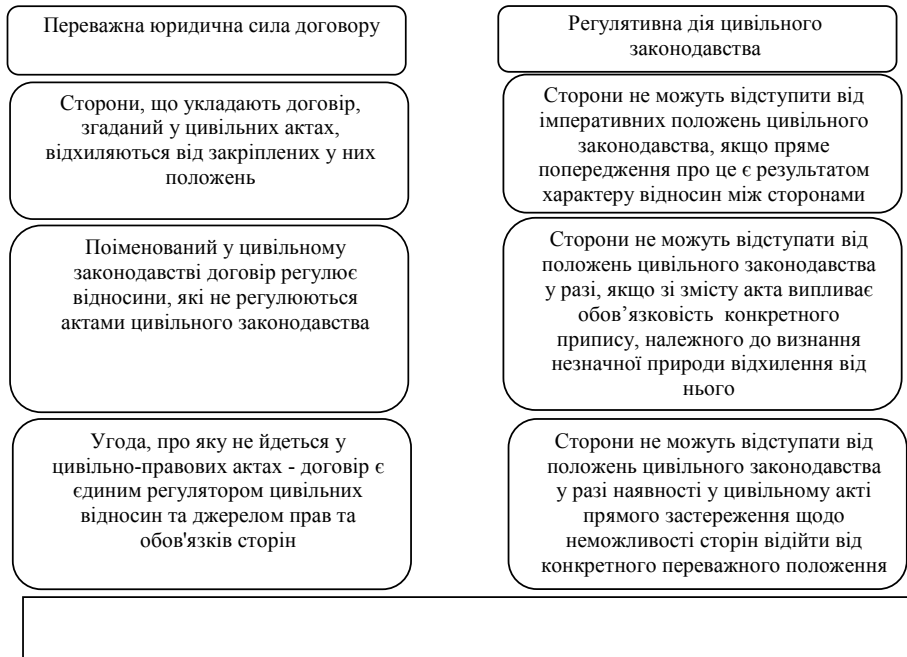 Переважна юридична сила договору
Регулятивна дія цивільного
законодавства
Сторони, що укладають договір,
згаданий у цивільних актах,
відхиляються від закріплених у них
положень
Сторони не можуть відступити від
імперативних положень цивільного
законодавства, якщо пряме
попередження про це є результатом
характеру відносин між сторонами
Поіменований у цивільному
законодавстві договір регулює
відносини, які не регулюються
актами цивільного законодавства
Сторони не можуть відступати від
положень цивільного законодавства
у разі, якщо зі змісту акта випливає
обов’язковість конкретного
припису, належного до визнання
незначної природи відхилення від
нього
Угода, про яку не йдеться у
цивільно-правових актах - договір є
єдиним регулятором цивільних
відносин та джерелом прав та
обов'язків сторін
Сторони не можуть відступати від
положень цивільного законодавства
у разі наявності у цивільному акті
прямого застереження щодо
неможливості сторін відійти від
конкретного переважного положення